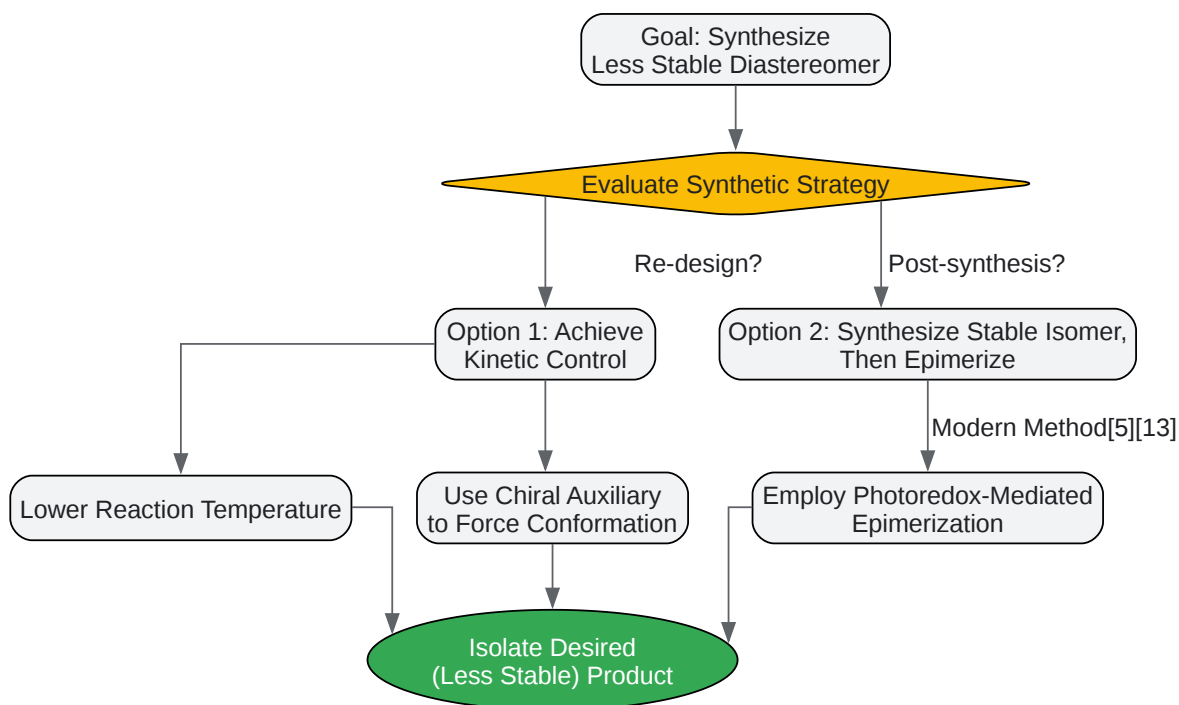 Goal: Synthesize
Less Stable Diastereomer
Evaluate Synthetic Strategy
Re-design?
Post-synthesis?
Option 1: Achieve
Kinetic Control
Option 2: Synthesize Stable Isomer,
Then Epimerize
Modern Method[5][13]
Lower Reaction Temperature
Use Chiral Auxiliary
to Force Conformation
Employ Photoredox-Mediated
Epimerization
Isolate Desired
(Less Stable) Product